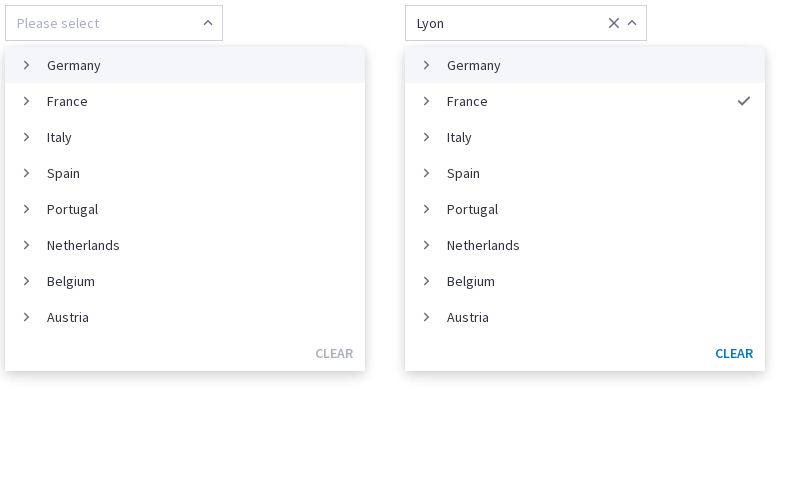 Please select
Germany
France
Italy
Spain
Portugal
Netherlands
Belgium
Austria
CLEAR
Lyon
Germany
France
Italy
Spain
Portugal
Netherlands
Belgium
Austria
CLEAR